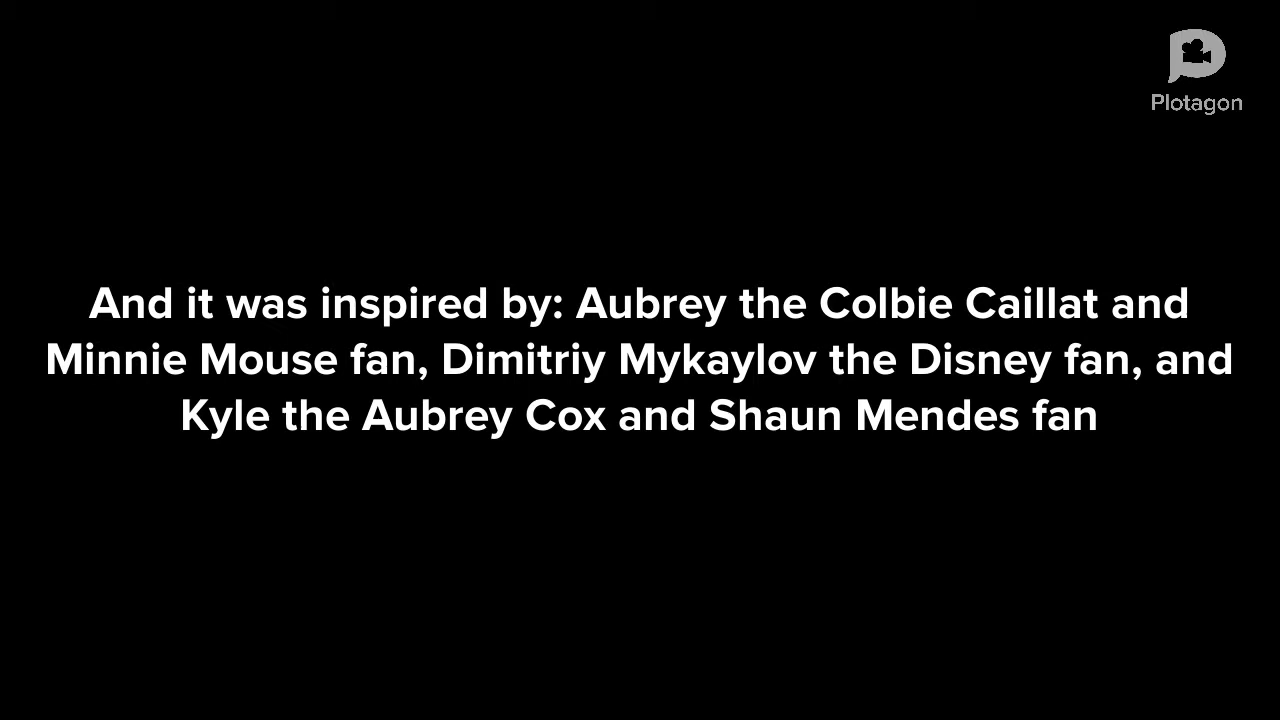 Plotagon
And it was inspired by: Aubrey the Colbie Caillat and
Minnie Mouse fan, Dimitriy Mykaylov the Disney fan, and
Kyle the Aubrey Cox and Shaun Mendes fan